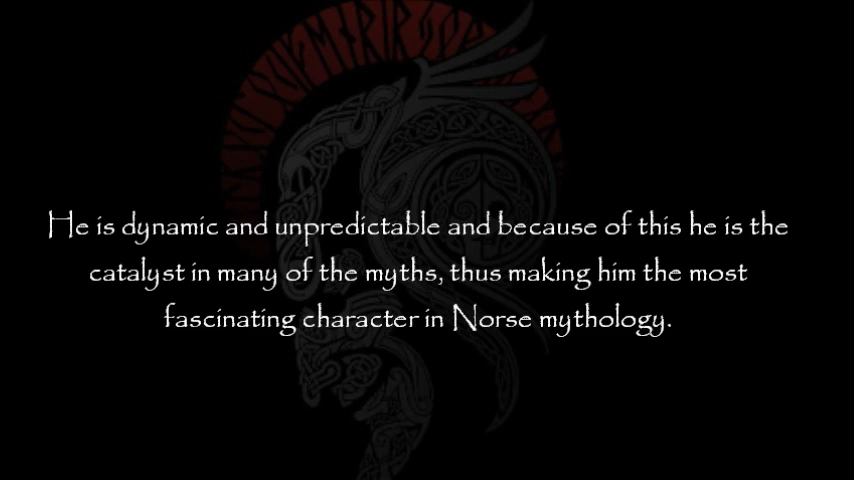 He is dynamic and unpredictable and because of this he is the
catalyst in many of the myths, thus making him the most
fascinating character in Norse mythology.